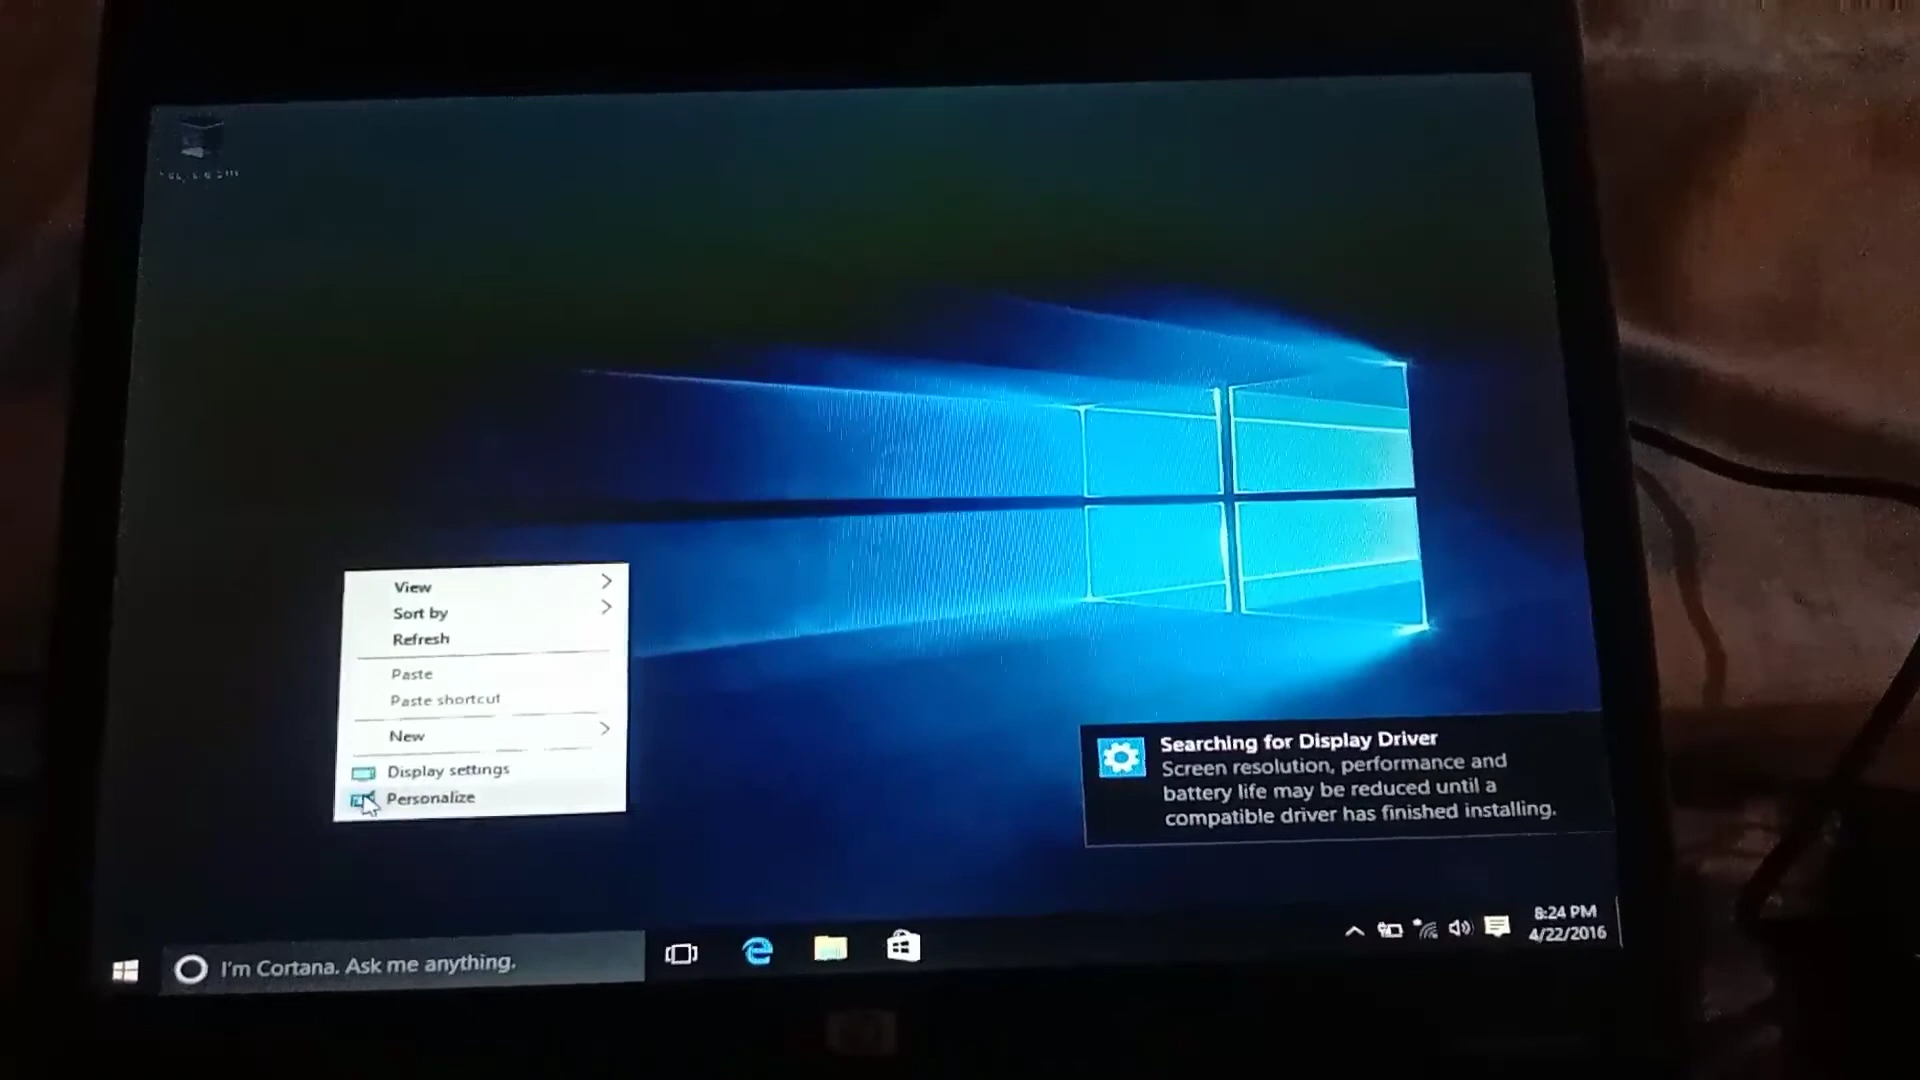 View
Sort by
Refresh
Paste
Paste shortcut
New
Display settings
Personalize
Searching for Display Driver
Screen resolution, performance and
battery life may be reduced until a
compatible driver has finished installing.
I'm Cortana. Ask me anything.
8:24 PM
4/22/2016